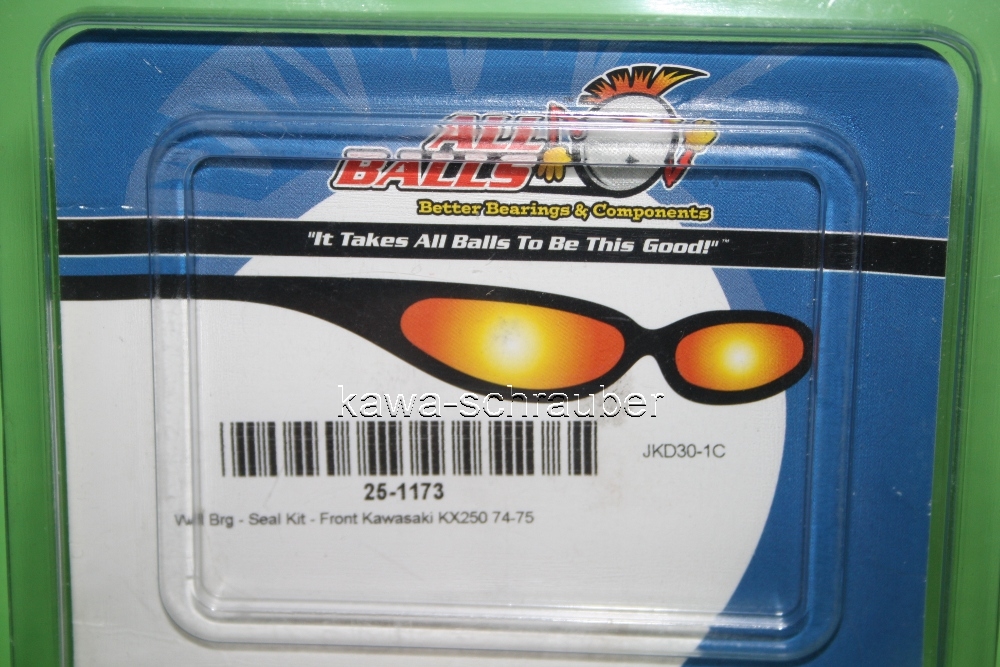 ALL
BALLS
Better Bearings & Components
"It Takes All Balls To Be This Good!"™
kawa-schrauber
JKD30-1C
25-1173
Whl Brg - Seal Kit - Front Kawasaki KX250 74-75